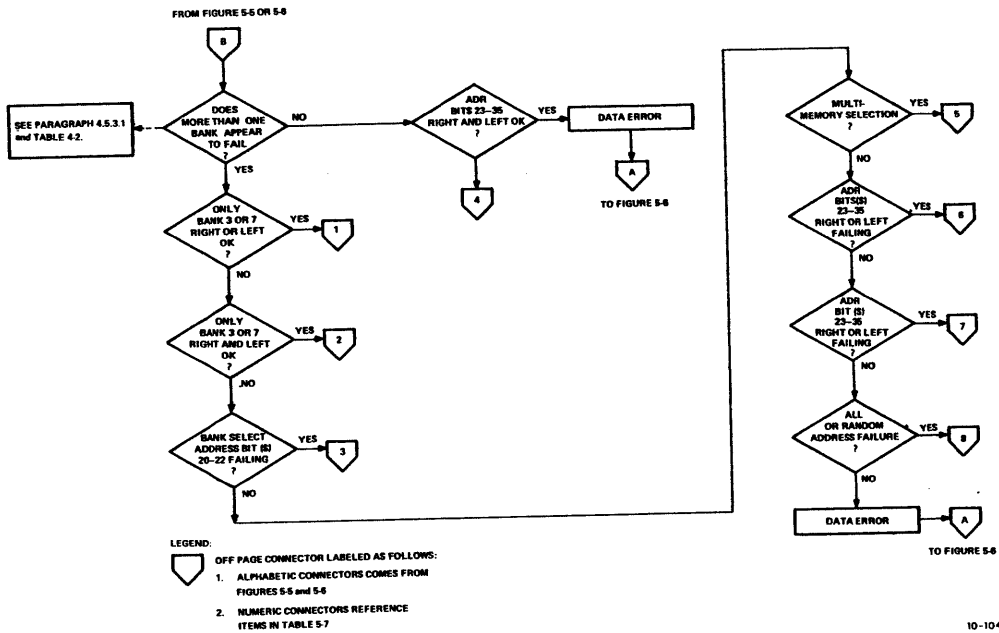 FROM FIGURE 5-5 OR 5-6
B
DOES
MORE THAN ONE
BANK APPEAR
TO FAIL
?
NO
YES
SEE PARAGRAPH 4.5.3.1
and TABLE 4-2.
ADR
BITS 23–35
RIGHT AND LEFT OK
?
YES
DATA ERROR
A
TO FIGURE 5-6
4
ONLY
BANK 3 OR 7
RIGHT OR LEFT
OK
?
YES
1
NO
ONLY
BANK 3 OR 7
RIGHT AND LEFT
OK
?
YES
2
NO
BANK SELECT
ADDRESS BIT (S)
20–22 FAILING
?
YES
3
NO
MULTI-
MEMORY SELECTION
?
YES
5
NO
ADR
BITS(S)
23–35
RIGHT OR LEFT
FAILING
?
YES
6
NO
ADR
BIT (S)
23–35
RIGHT OR LEFT
FAILING
?
YES
7
NO
ALL
OR RANDOM
ADDRESS FAILURE
?
YES
8
NO
DATA ERROR
A
TO FIGURE 5-6
LEGEND:
OFF PAGE CONNECTOR LABELED AS FOLLOWS:
1. ALPHABETIC CONNECTORS COMES FROM
FIGURES 5-5 and 5-6
2. NUMERIC CONNECTORS REFERENCE
ITEMS IN TABLE 5-7
10-104